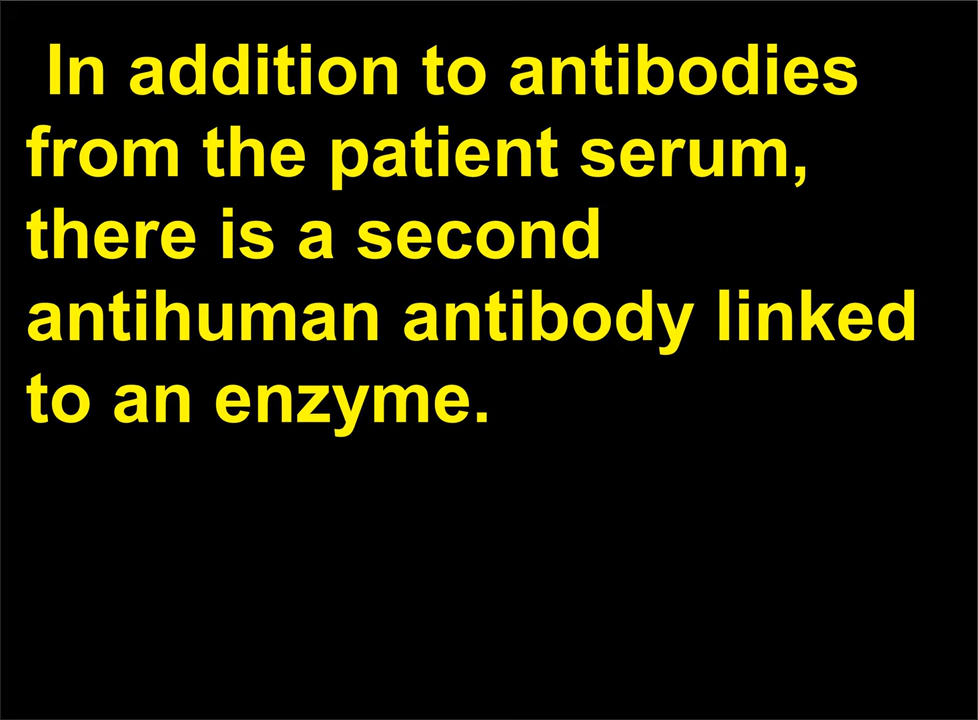 In addition to antibodies
from the patient serum,
there is a second
antihuman antibody linked
to an enzyme.